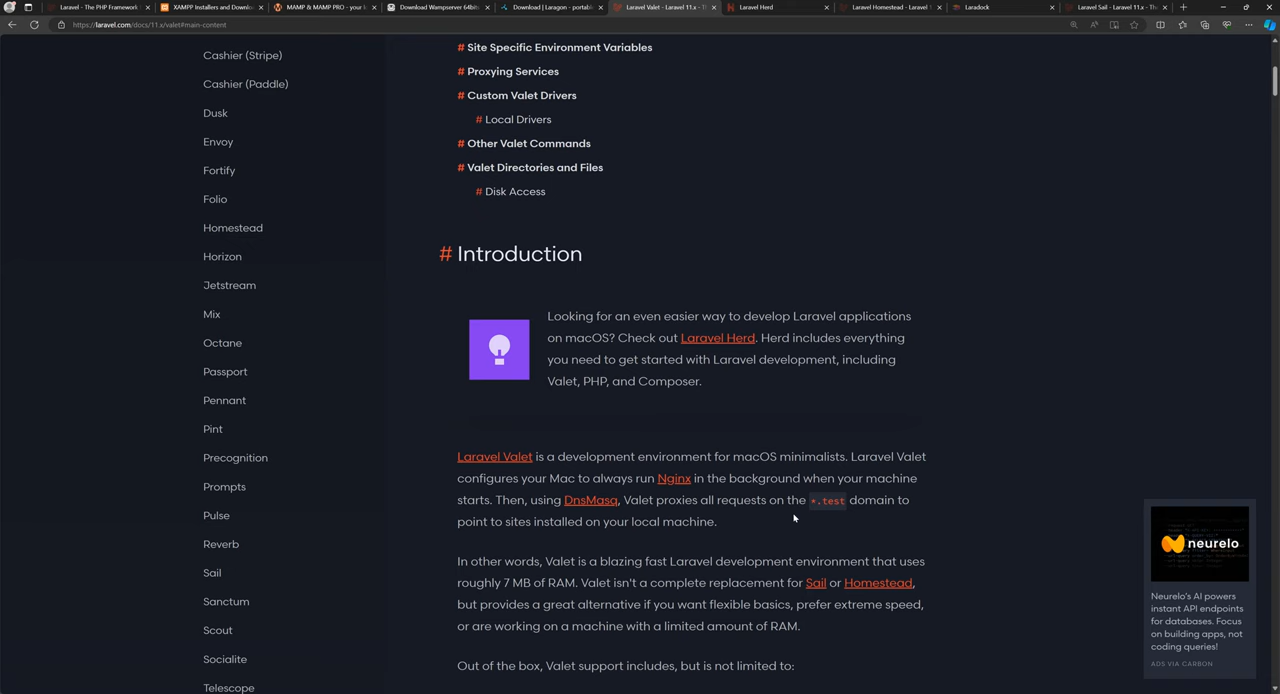 Laravel - The PHP Framework
XAMPP Installers and Downlo
MAMP & MAMP PRO - your l
Download Wampserver 64bit
Download | Laragon - portabl
Laravel Valet - Laravel 11.x - Th
Laravel Herd
Laravel Homestead - Laravel 1
Laradock
Laravel Sail - Laravel 11.x - The
https://laravel.com/docs/11.x/valet#main-content
Cashier (Stripe)
Cashier (Paddle)
Dusk
Envoy
Fortify
Folio
Homestead
Horizon
Jetstream
Mix
Octane
Passport
Pennant
Pint
Precognition
Prompts
Pulse
Reverb
Sail
Sanctum
Scout
Socialite
Telescope
# Site Specific Environment Variables
# Proxying Services
# Custom Valet Drivers
# Local Drivers
# Other Valet Commands
# Valet Directories and Files
# Disk Access
# Introduction
Looking for an even easier way to develop Laravel applications
on macOS? Check out Laravel Herd. Herd includes everything
you need to get started with Laravel development, including
Valet, PHP, and Composer.
Laravel Valet is a development environment for macOS minimalists. Laravel Valet
configures your Mac to always run Nginx in the background when your machine
starts. Then, using DnsMasq, Valet proxies all requests on the *.test domain to
point to sites installed on your local machine.
In other words, Valet is a blazing fast Laravel development environment that uses
roughly 7 MB of RAM. Valet isn't a complete replacement for Sail or Homestead,
but provides a great alternative if you want flexible basics, prefer extreme speed,
or are working on a machine with a limited amount of RAM.
Out of the box, Valet support includes, but is not limited to:
neurelo
Neurelo's AI powers
instant API endpoints
for databases. Focus
on building apps, not
coding queries!
ADS VIA CARBON